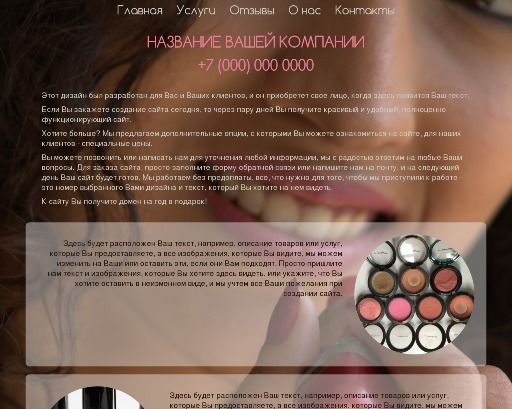 Главная Услуги Отзывы О нас Контакты
НАЗВАНИЕ ВАШЕЙ КОМПАНИИ
+7 (000) 000 0000
Этот дизайн был разработан для Вас и Ваших клиентов, и он приобретет свое лицо, когда здесь появится Ваш текст.
Если Вы закажете создания сайта сегодня, то через пару дней Вы получите красивый и удобный, полноценно
функционирующий сайт.
Хотите больше? Мы предлагаем дополнительные опции, с которыми Вы можете ознакомиться на сайте, для наших
клиентов - специальные цены.
Вы можете позвонить или написать нам для уточнения любой информации, мы с радостью ответим на любые Ваши
вопросы. Для заказа сайта, просто заполните форму обратной связи или напишите нам на почту, и на следующий
день Ваш сайт будет готов. Мы работаем без предоплаты, все, что нужно для того, чтобы мы приступили к работе -
это номер выбранного Вами дизайна и текст, который Вы хотите на нем видеть.
К сайту Вы получите домен на год в подарок!
Здесь будет расположен Ваш текст, например, описание товаров или услуг,
которые Вы предоставляете, а все изображения, которые Вы видите, мы можем
изменить на Ваши или оставить эти, если они Вам подходят. Просто пришлите
нам текст и изображения, которые Вы хотите здесь видеть, или укажите, что Вы
хотите оставить в неизменном виде, и мы учтем все Ваши пожелания при
создании сайта.
Здесь будет расположен Ваш текст, например, описание товаров или услуг,
которые Вы предоставляете, а все изображения, которые Вы видите, мы можем